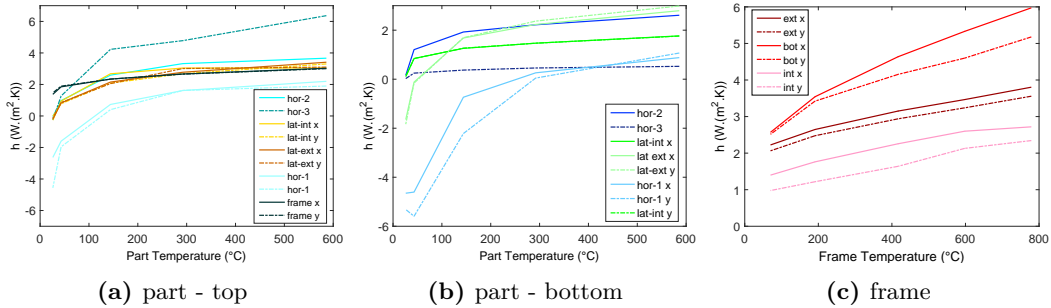 h (W.(m².K)
6
4
2
0
-2
-4
-6
0 100 200 300 400 500 600
Part Temperature (°C)
hor-2
hor-3
lat-int x
lat-int y
lat-ext x
lat-ext y
hor-1
hor-1
frame x
frame y
(a) part - top
h (W.(m².K)
2
0
-2
-4
-6
0 100 200 300 400 500 600
Part Temperature (°C)
hor-2
hor-3
lat-int x
lat ext x
lat-ext y
hor-1 x
hor-1 y
lat-int y
(b) part - bottom
h (W.(m².K)
6
5
4
3
2
1
0
0 200 400 600 800
Frame Temperature (°C)
ext x
ext y
bot x
bot y
int x
int y
(c) frame